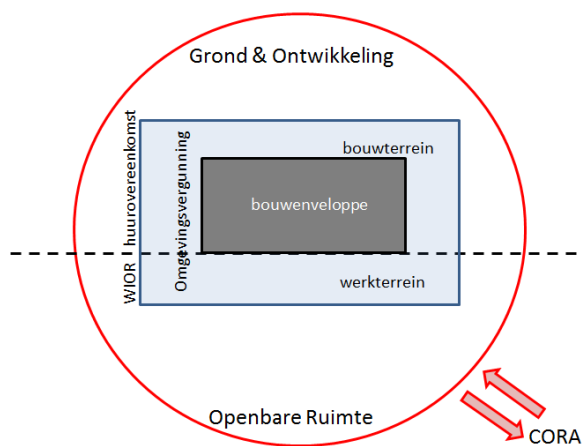 Grond & Ontwikkeling
huurovereenkomst
WIOR
Omgevingsvergunning
bouwterrein
bouwenveloppe
werkterrein
Openbare Ruimte
CORA